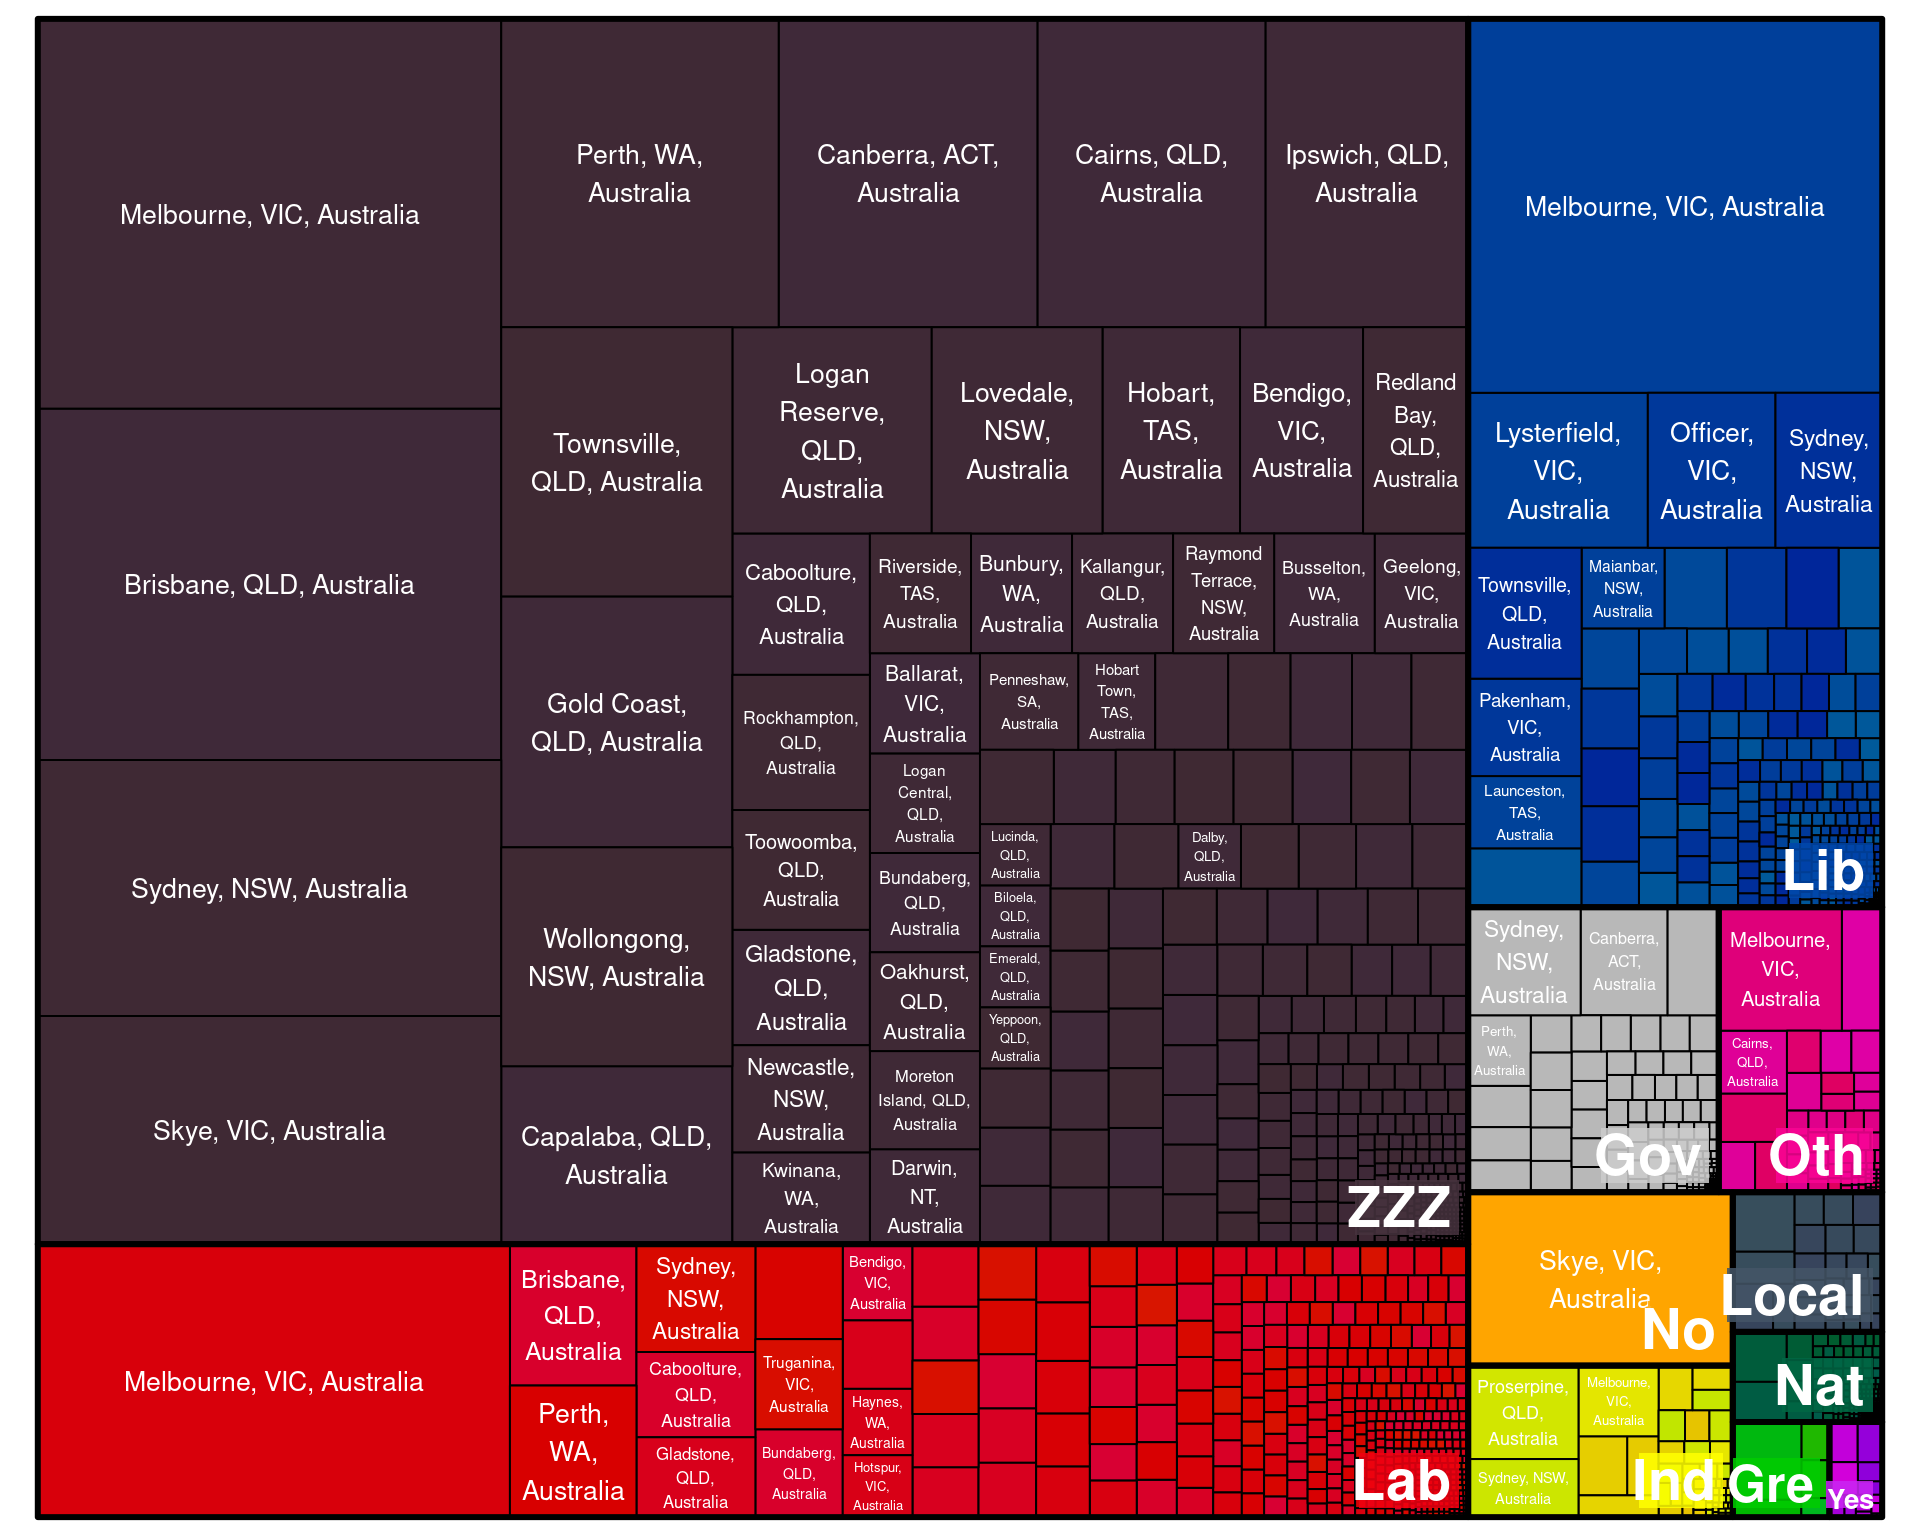 Melbourne, VIC, Australia
Brisbane, QLD, Australia
Sydney, NSW, Australia
Skye, VIC, Australia
Perth, WA,
Australia
Canberra, ACT,
Australia
Cairns, QLD,
Australia
Ipswich, QLD,
Australia
Townsville,
QLD, Australia
Gold Coast,
QLD, Australia
Wollongong,
NSW, Australia
Capalaba, QLD,
Australia
Logan
Reserve,
QLD,
Australia
Lovedale,
NSW,
Australia
Hobart,
TAS,
Australia
Bendigo,
VIC,
Australia
Redland
Bay,
QLD,
Australia
Caboolture,
QLD,
Australia
Rockhampton,
QLD,
Australia
Toowoomba,
QLD,
Australia
Gladstone,
QLD,
Australia
Newcastle,
NSW,
Australia
Kwinana,
WA,
Australia
Riverside,
TAS,
Australia
Bunbury,
WA,
Australia
Kallangur,
QLD,
Australia
Raymond
Terrace,
NSW,
Australia
Busselton,
WA,
Australia
Geelong,
VIC,
Australia
Ballarat,
VIC,
Australia
Logan
Central,
QLD,
Australia
Bundaberg,
QLD,
Australia
Oakhurst,
QLD,
Australia
Moreton
Island, QLD,
Australia
Darwin,
NT,
Australia
Penneshaw,
SA,
Australia
Hobart
Town,
TAS,
Australia
Lucinda,
QLD,
Australia
Biloela,
QLD,
Australia
Emerald,
QLD,
Australia
Yeppoon,
QLD,
Australia
Dalby,
QLD,
Australia
ZZZ
Melbourne, VIC, Australia
Brisbane,
QLD,
Australia
Perth,
WA,
Australia
Sydney,
NSW,
Australia
Caboolture,
QLD,
Australia
Gladstone,
QLD,
Australia
Truganina,
VIC,
Australia
Bundaberg,
QLD,
Australia
Bendigo,
VIC,
Australia
Haynes,
WA,
Australia
Hotspur,
VIC,
Australia
Lab
Melbourne, VIC, Australia
Lysterfield,
VIC,
Australia
Officer,
VIC,
Australia
Sydney,
NSW,
Australia
Townsville,
QLD,
Australia
Pakenham,
VIC,
Australia
Launceston,
TAS,
Australia
Maianbar,
NSW,
Australia
Lib
Sydney,
NSW,
Australia
Canberra,
ACT,
Australia
Perth,
WA,
Australia
Gov
Melbourne,
VIC,
Australia
Cairns,
QLD,
Australia
Oth
Skye, VIC,
Australia
No
Local
Nat
Proserpine,
QLD,
Australia
Sydney, NSW,
Australia
Melbourne,
VIC,
Australia
Ind
Gre
Yes